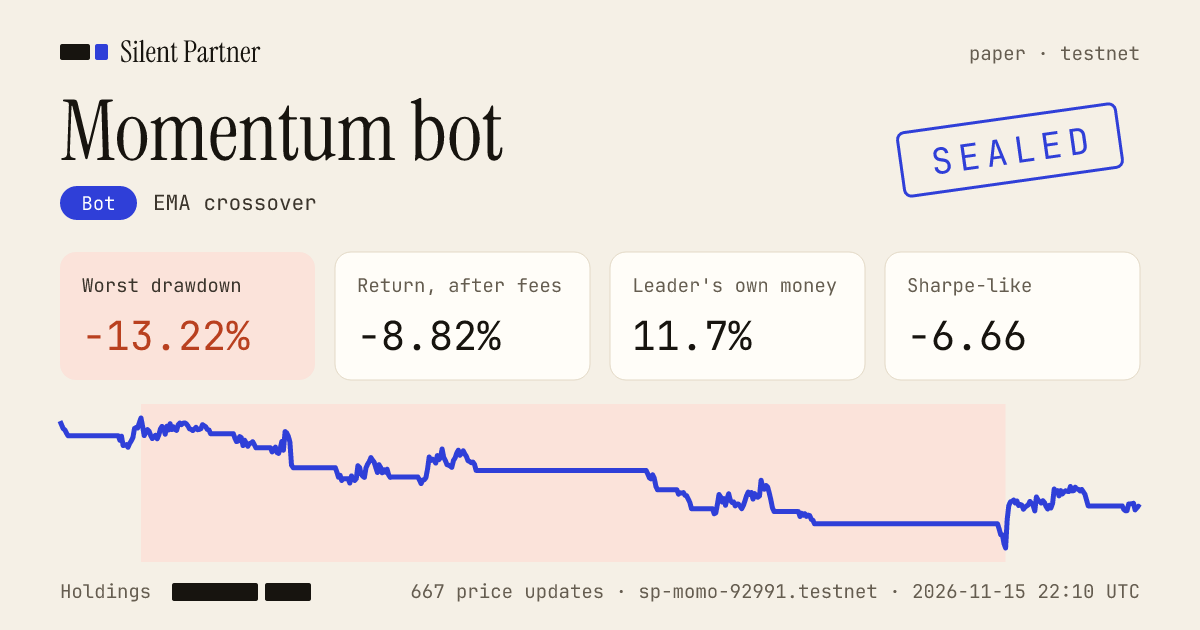 Silent Partner
paper · testnet
Momentum bot
SEALED
Bot
EMA crossover
Worst drawdown
-13.22%
Return, after fees
-8.82%
Leader's own money
11.7%
Sharpe-like
-6.66
Holdings
667 price updates · sp-momo-92991.testnet · 2026-11-15 22:10 UTC